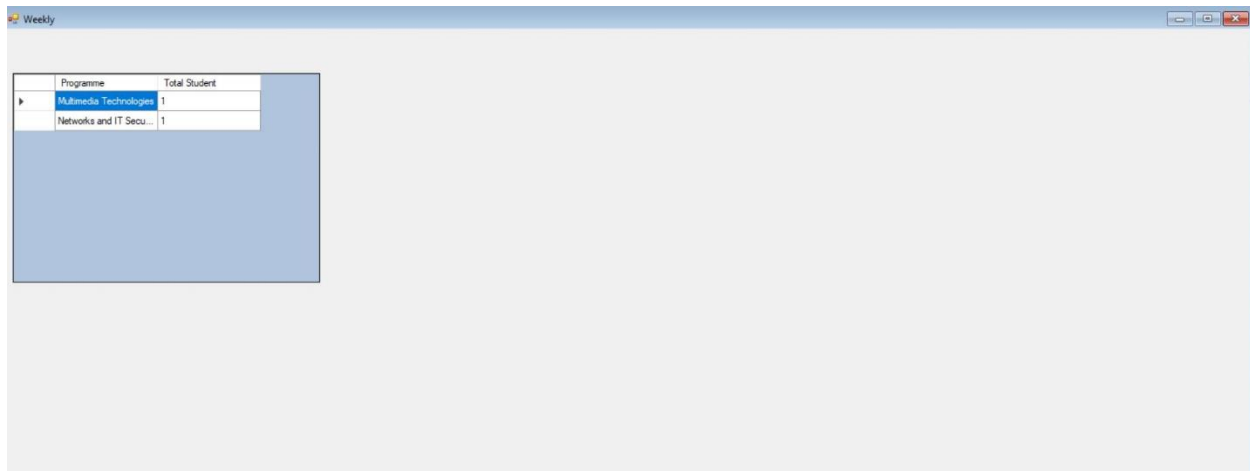 Weekly
Programme Total Student
Multimedia Technologies 1
Networks and IT Secu... 1